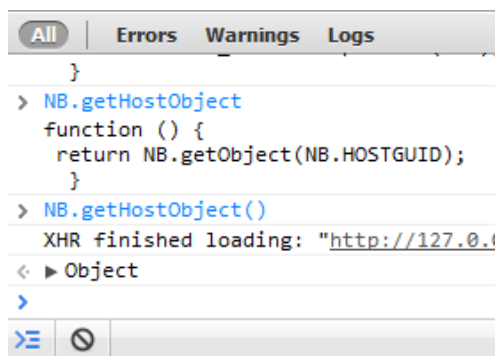 All Errors Warnings Logs
}
> NB.getHostObject
function () {
return NB.getObject(NB.HOSTGUID);
}
> NB.getHostObject()
XHR finished loading: "http://127.0.
Object
>